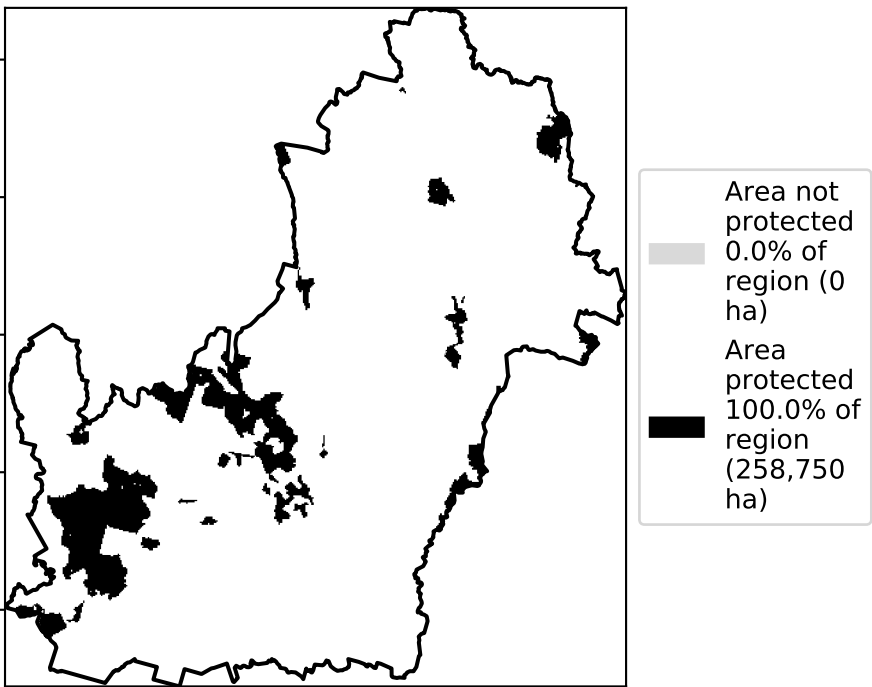 Area not
protected
0.0% of
region (0
ha)
Area
protected
100.0% of
region
(258,750
ha)